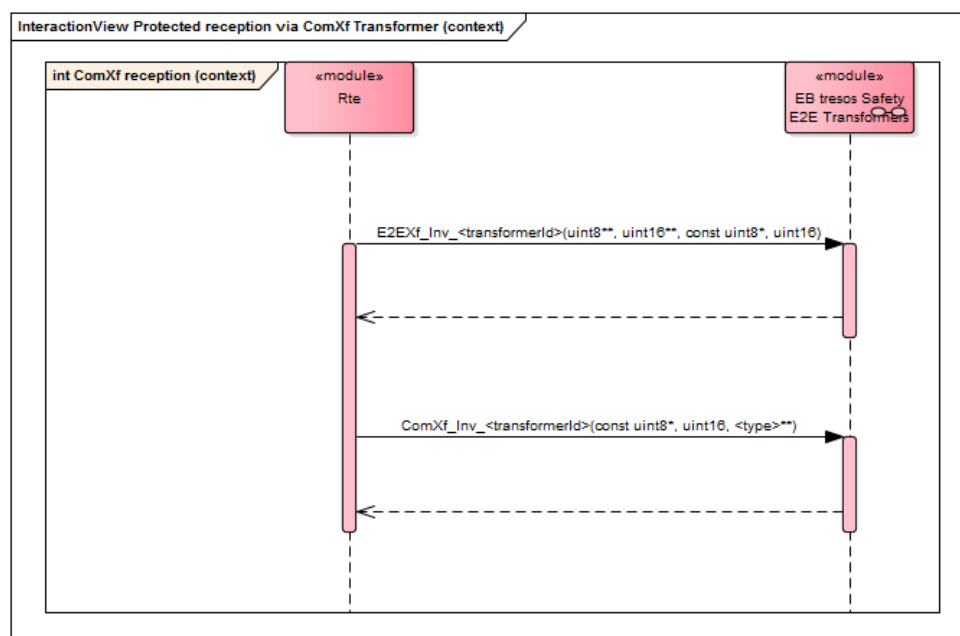 InteractionView Protected reception via ComXf Transformer (context)
int ComXf reception (context)
«module»
Rte
«module»
EB tresos Safety
E2E Transformers
E2EXf_Inv_<transformerId>(uint8**, uint16**, const uint8*, uint16)
ComXf_Inv_<transformerId>(const uint8*, uint16, <type>**)